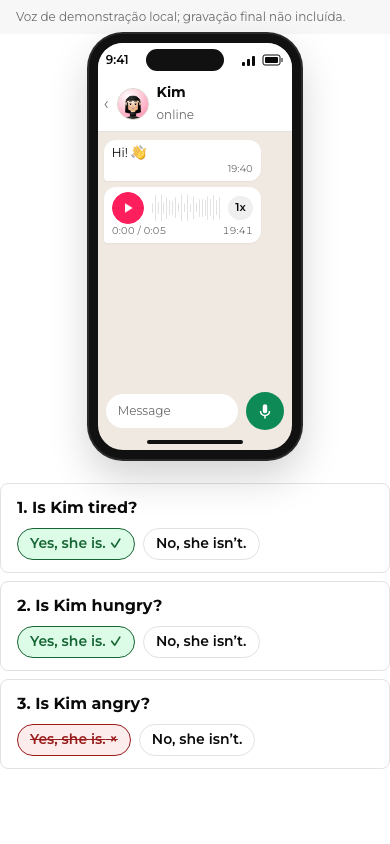 Voz de demonstração local; gravação final não incluída.
9:41
‹ Kim
online
Hi! 👋
19:40
1x
0:00 / 0:05 19:41
Message
1. Is Kim tired?
Yes, she is. ✓ No, she isn’t.
2. Is Kim hungry?
Yes, she is. ✓ No, she isn’t.
3. Is Kim angry?
Yes, she is. × No, she isn’t.